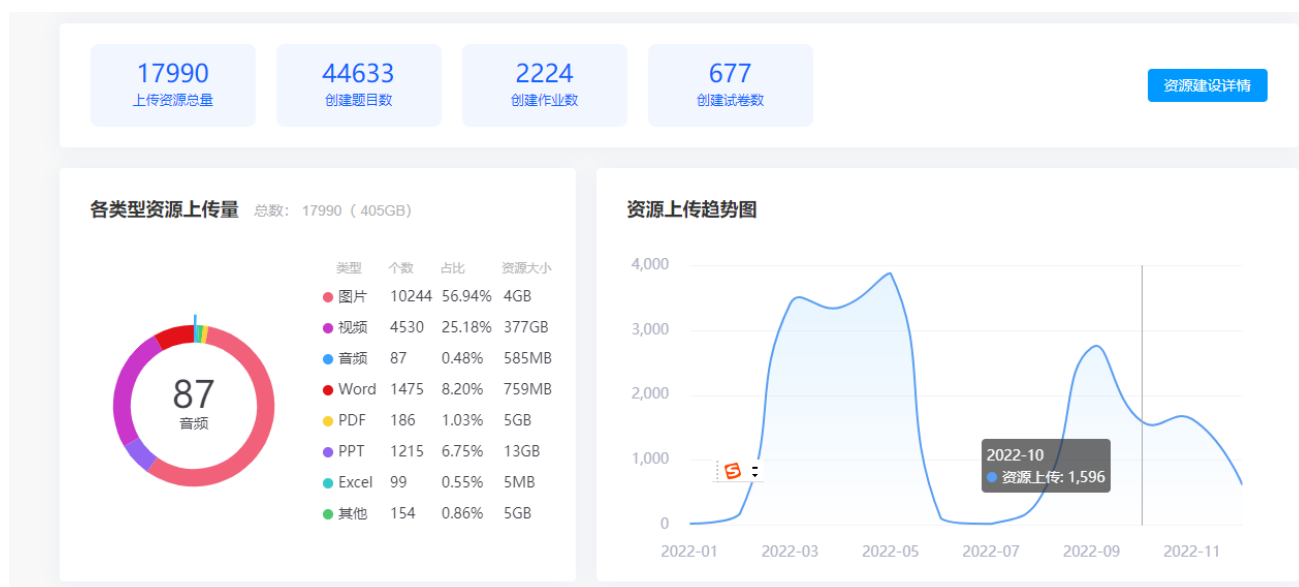 17990 44633 2224 677
上传资源总量 创建题目数 创建作业数 创建试卷数
资源建设详情
各类型资源上传量 总数: 17990 ( 405GB)
类型 个数 占比 资源大小
图片 10244 56.94% 4GB
视频 4530 25.18% 377GB
音频 87 0.48% 585MB
Word 1475 8.20% 759MB
PDF 186 1.03% 5GB
PPT 1215 6.75% 13GB
Excel 99 0.55% 5MB
其他 154 0.86% 5GB
87
音频
资源上传趋势图
4,000
3,000
2,000
1,000
0
2022-10
资源上传: 1,596
2022-01 2022-03 2022-05 2022-07 2022-09 2022-11